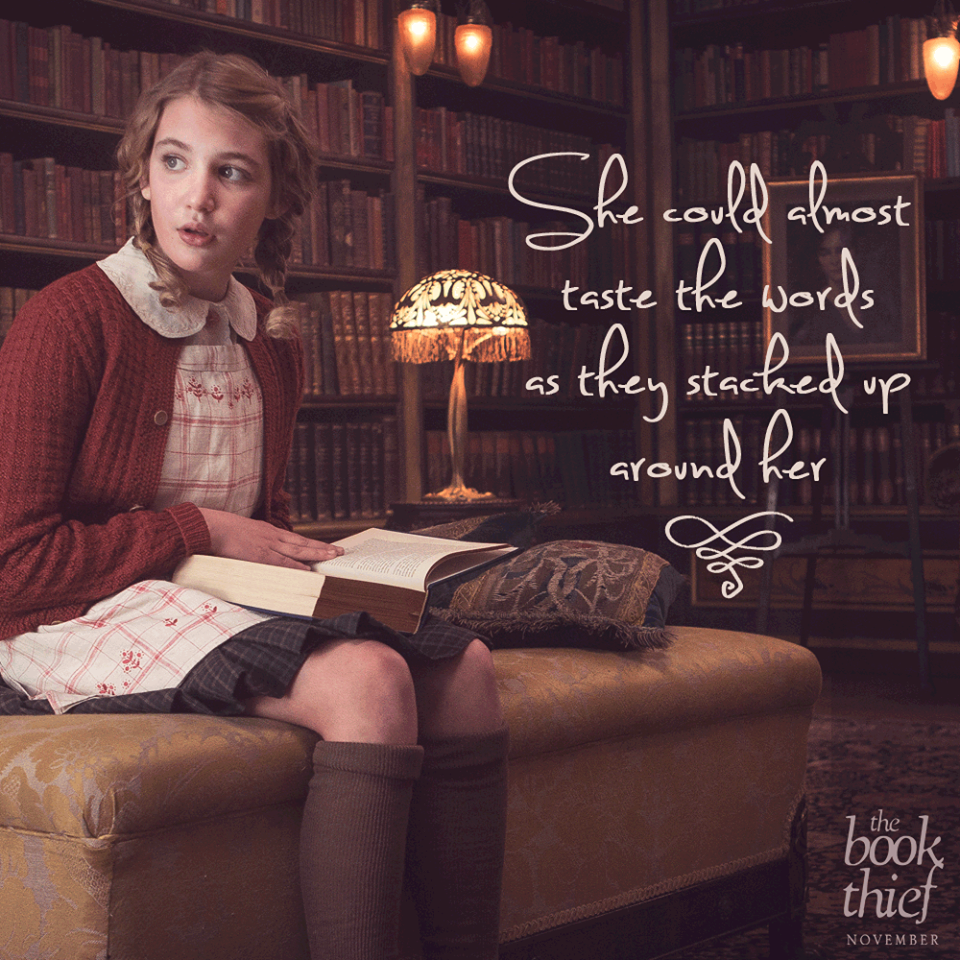 She could almost
taste the words
as they stacked up
around her
the
book
thief
NOVEMBER